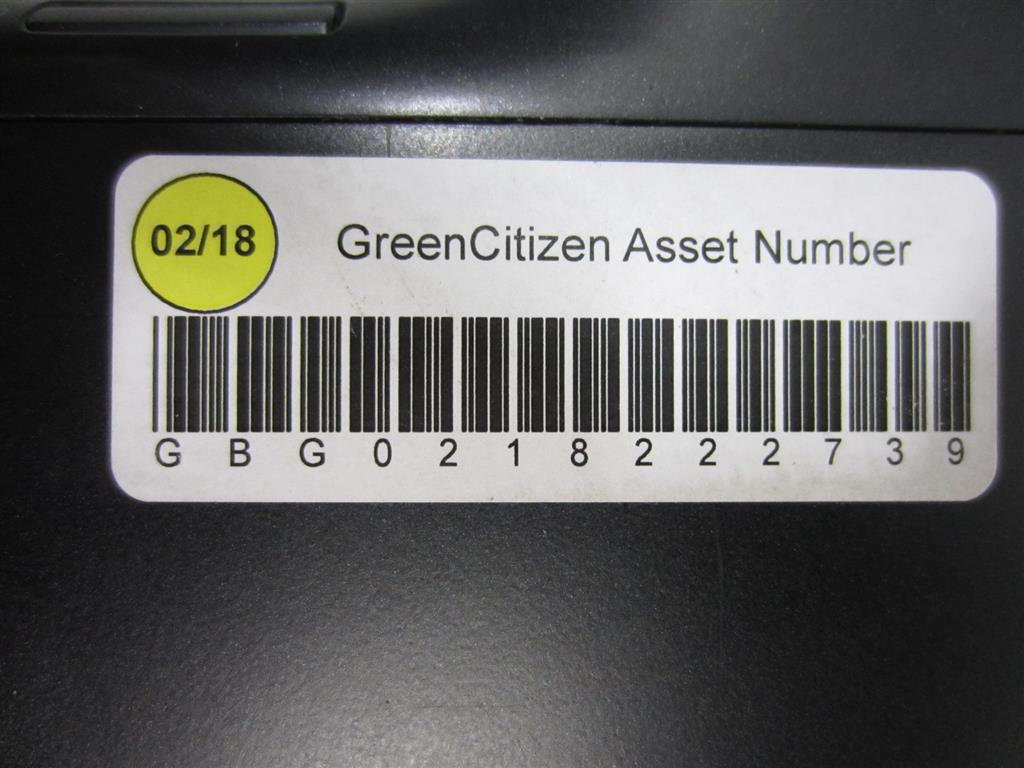 02/18
GreenCitizen Asset Number
G B G 0 2 1 8 2 2 2 7 3 9